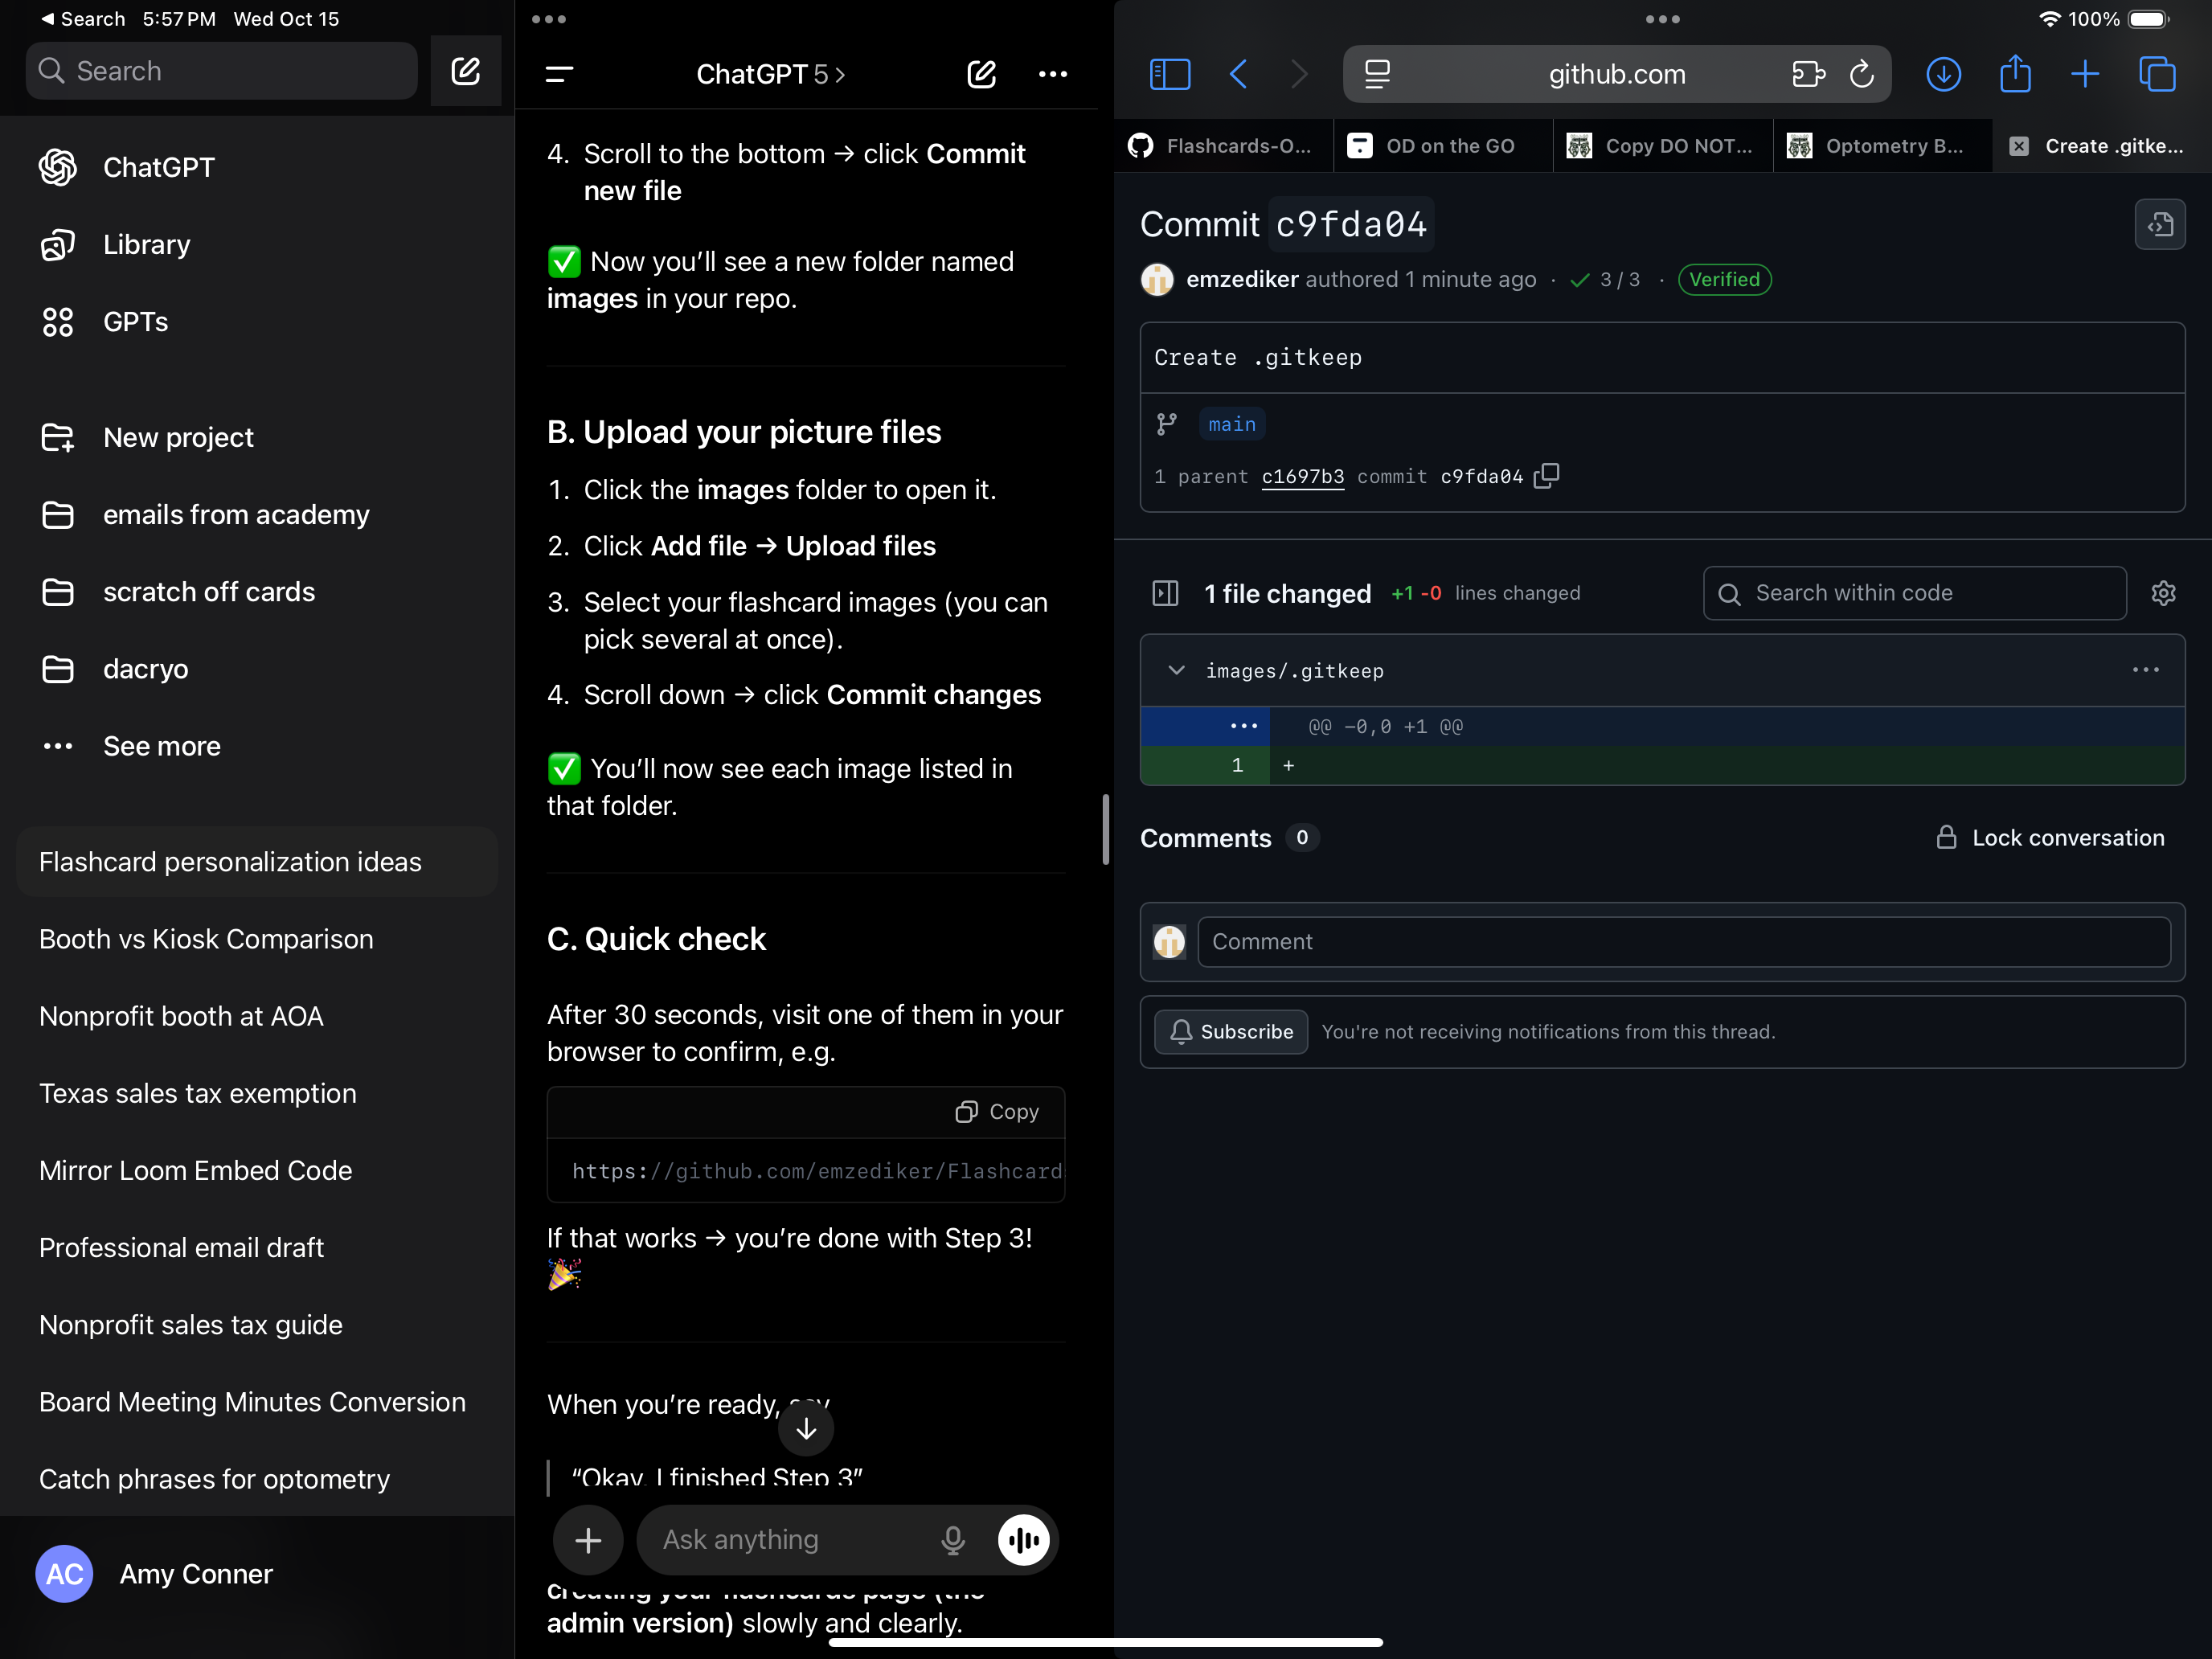 Search 5:57 PM Wed Oct 15
Search
ChatGPT
Library
GPTs
New project
emails from academy
scratch off cards
dacryo
See more
Flashcard personalization ideas
Booth vs Kiosk Comparison
Nonprofit booth at AOA
Texas sales tax exemption
Mirror Loom Embed Code
Professional email draft
Nonprofit sales tax guide
Board Meeting Minutes Conversion
Catch phrases for optometry
AC Amy Conner
ChatGPT 5 >
4. Scroll to the bottom → click Commit
new file
✅ Now you’ll see a new folder named
images in your repo.
B. Upload your picture files
1. Click the images folder to open it.
2. Click Add file → Upload files
3. Select your flashcard images (you can
pick several at once).
4. Scroll down → click Commit changes
✅ You’ll now see each image listed in
that folder.
C. Quick check
After 30 seconds, visit one of them in your
browser to confirm, e.g.
Copy
https://github.com/emzediker/Flashcard
If that works → you’re done with Step 3!
🎉
When you’re ready, say
“Okay, I finished Step 3”
Ask anything
creating your flashcards page (the
admin version) slowly and clearly.
100%
github.com
Flashcards-O...
OD on the GO
Copy DO NOT...
Optometry B...
Create .gitke...
Commit c9fda04
emzediker authored 1 minute ago · ✓ 3 / 3 · Verified
Create .gitkeep
main
1 parent c1697b3 commit c9fda04
1 file changed +1 -0 lines changed
Search within code
images/.gitkeep
... @@ -0,0 +1 @@
1 +
Comments 0
Lock conversation
Comment
Subscribe You're not receiving notifications from this thread.